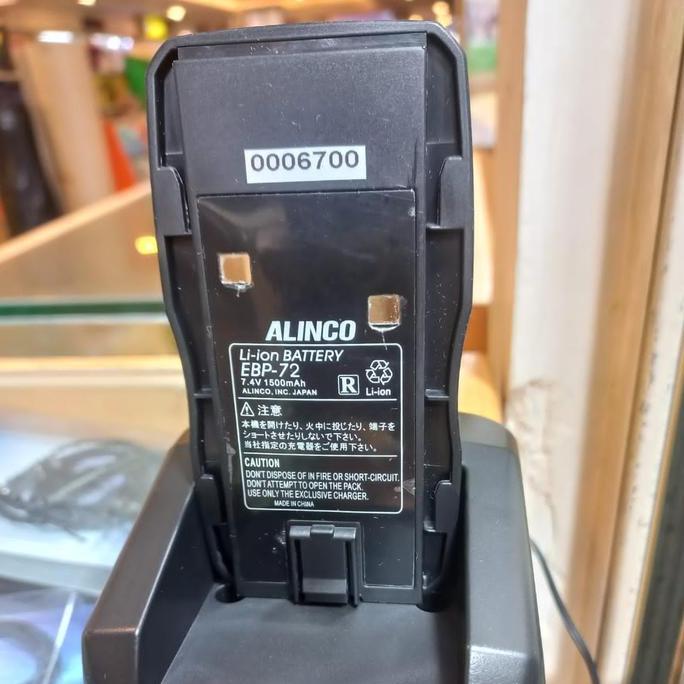 0006700
ALINCO
Li-ion BATTERY
EBP-72
7.4V 1500mAh
ALINCO, INC. JAPAN
R
Li-ion
注意
本機を開けたり、火中に投じたり、端子を
ショートさせたりしないで下さい。
当社指定の充電器をご使用下さい。
CAUTION
DON'T DISPOSE OF IN FIRE OR SHORT-CIRCUIT.
DON'T ATTEMPT TO OPEN THE PACK.
USE ONLY THE EXCLUSIVE CHARGER.
MADE IN CHINA